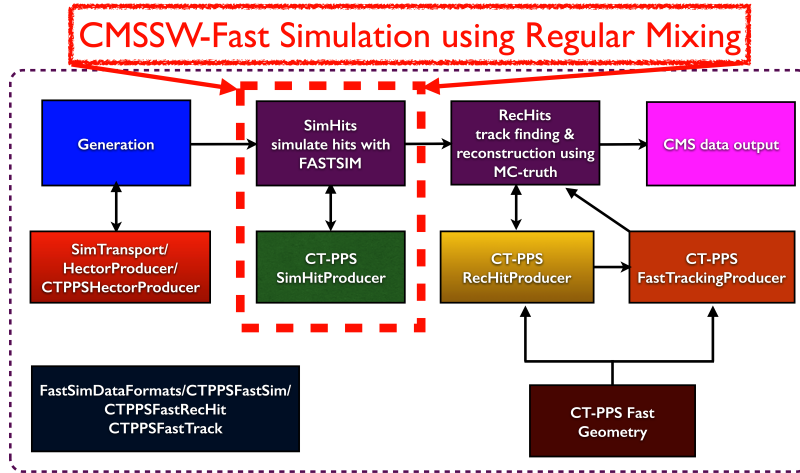 CMSSW-Fast Simulation using Regular Mixing
Generation
SimHits
simulate hits with
FASTSIM
RecHits
track finding &
reconstruction using
MC-truth
CMS data output
SimTransport/
HectorProducer/
CTPPSHectorProducer
CT-PPS
SimHitProducer
CT-PPS
RecHitProducer
CT-PPS
FastTrackingProducer
FastSimDataFormats/CTPPSFastSim/
CTPPSFastRecHit
CTPPSFastTrack
CT-PPS Fast
Geometry